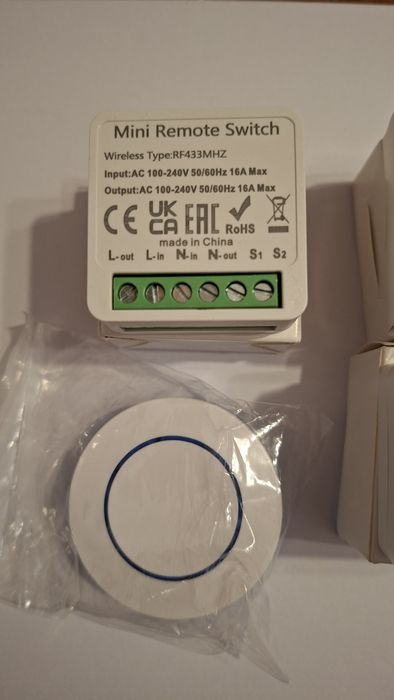 Mini Remote Switch
Wireless Type:RF433MHZ
Input:AC 100-240V 50/60Hz 16A Max
Output:AC 100-240V 50/60Hz 16A Max
CE UK CA EAC RoHS
made in China
L-out L-in N-in N-out S1 S2